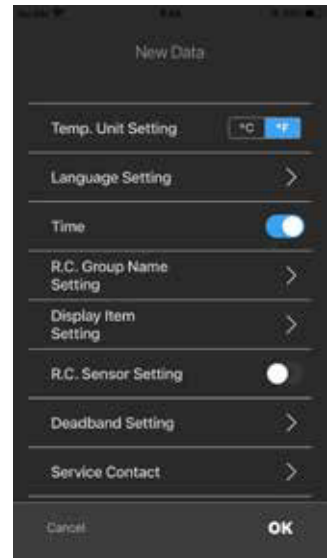 New Data
Temp. Unit Setting °C °F
Language Setting
Time
R.C. Group Name
Setting
Display Item
Setting
R.C. Sensor Setting
Deadband Setting
Service Contact
Cancel OK